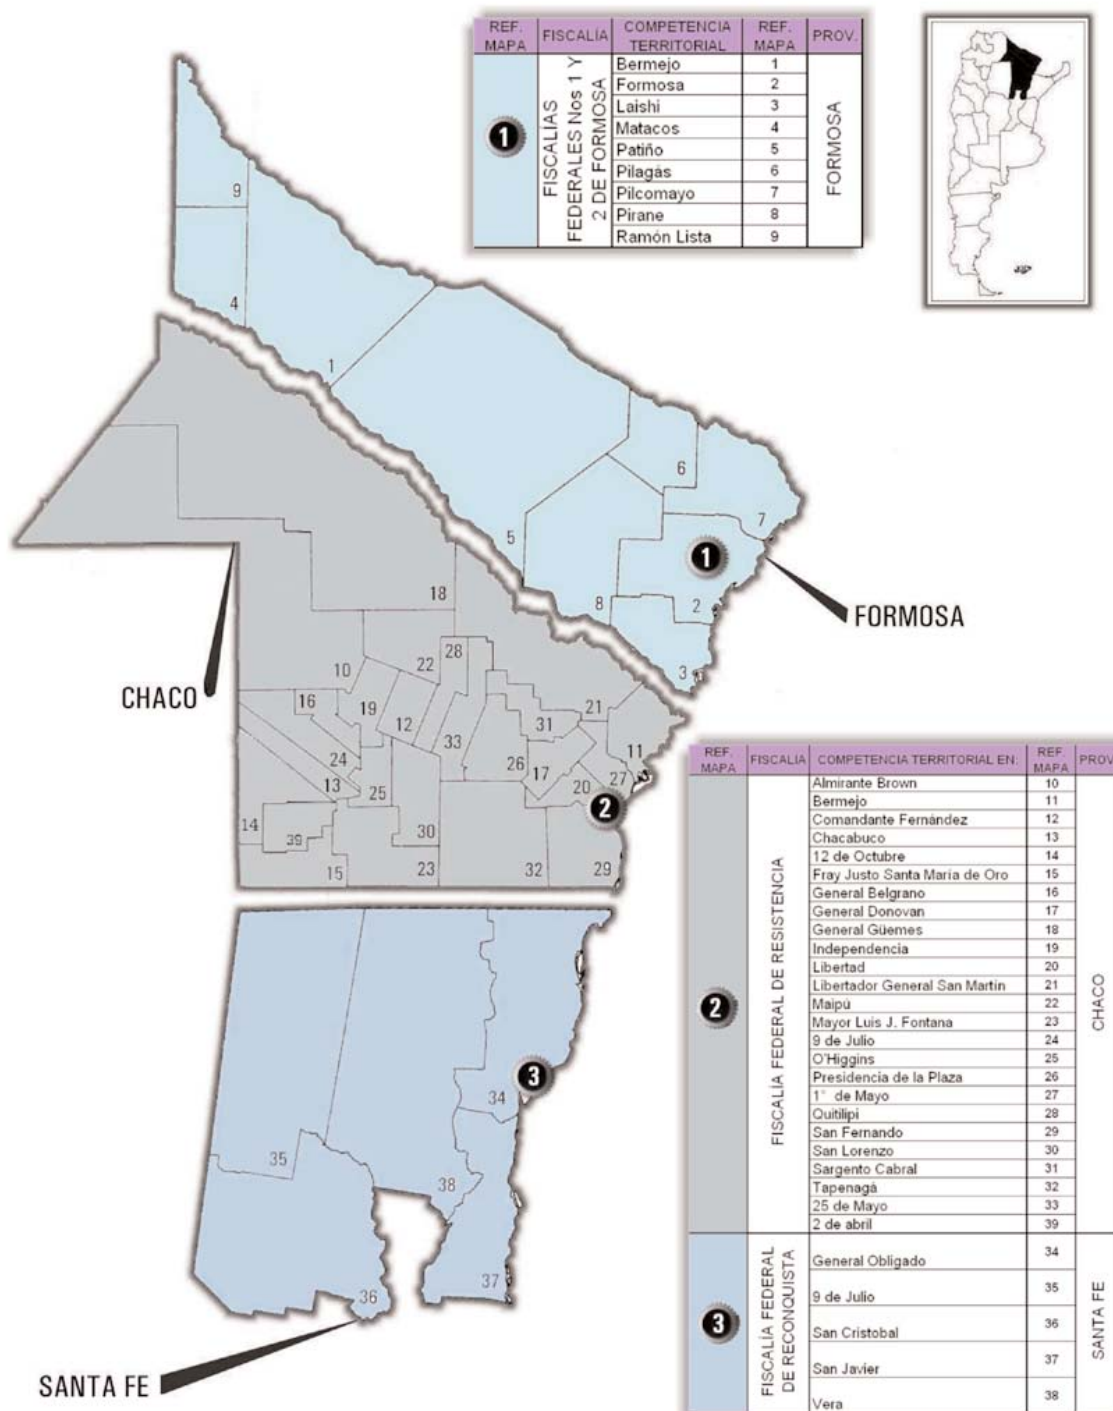 REF. MAPA FISCALÍA COMPETENCIA TERRITORIAL REF. MAPA PROV.
1
FISCALÍAS FEDERALES Nos 1 Y 2 DE FORMOSA
Bermejo 1
Formosa 2
Laishi 3
Matacos 4
Patiño 5
Pilagás 6
Pilcomayo 7
Pirane 8
Ramón Lista 9
FORMOSA
9
4
1
6
7
5
1
18
8
2
FORMOSA
28
3
10
22
CHACO
16
19
21
12
31
33
11
24
26
17
27
13
25
20
2
14
39
30
15
23
32
29
3
34
35
38
37
36
SANTA FE
REF. MAPA FISCALIA COMPETENCIA TERRITORIAL EN: REF. MAPA PROV
2
FISCALÍA FEDERAL DE RESISTENCIA
Almirante Brown 10
Bermejo 11
Comandante Fernández 12
Chacabuco 13
12 de Octubre 14
Fray Justo Santa María de Oro 15
General Belgrano 16
General Donovan 17
General Güemes 18
Independencia 19
Libertad 20
Libertador General San Martín 21
Maipú 22
Mayor Luis J. Fontana 23
9 de Julio 24
O'Higgins 25
Presidencia de la Plaza 26
1° de Mayo 27
Quitilipi 28
San Fernando 29
San Lorenzo 30
Sargento Cabral 31
Tapenagá 32
25 de Mayo 33
2 de abril 39
CHACO
3
FISCALÍA FEDERAL DE RECONQUISTA
General Obligado 34
9 de Julio 35
San Cristobal 36
San Javier 37
Vera 38
SANTA FE